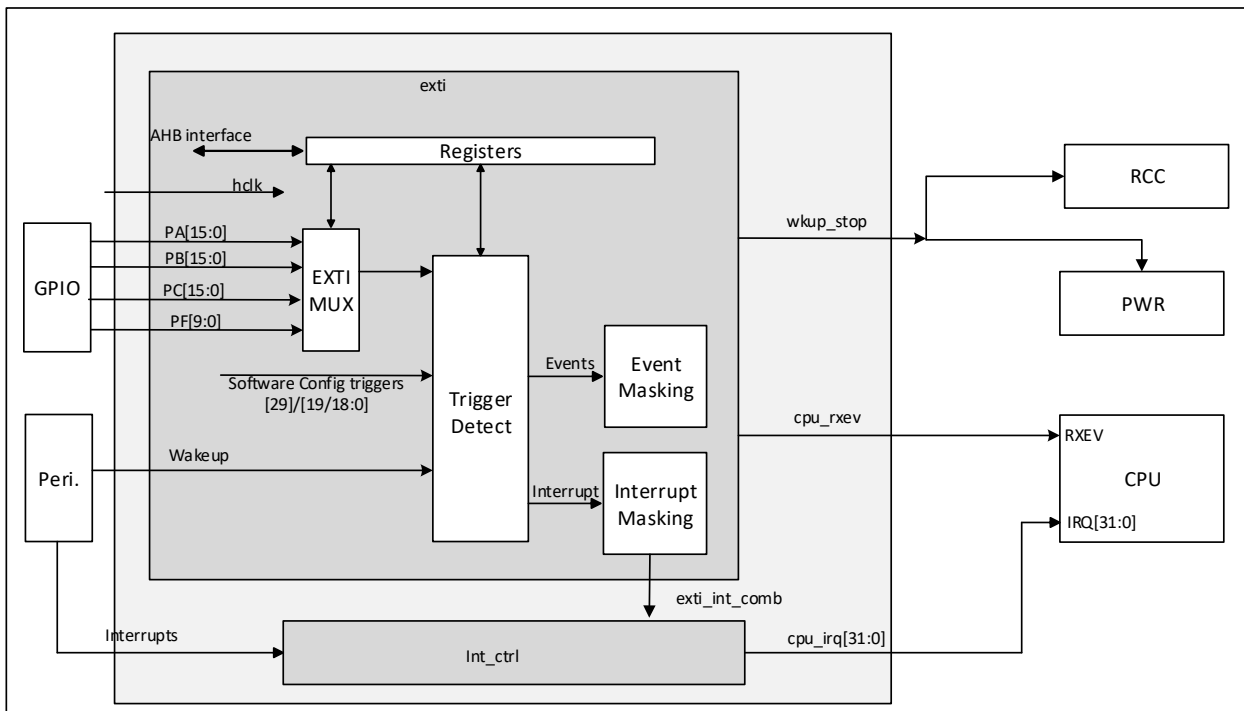 exti
AHB interface
Registers
hclk
RCC
wkup_stop
PA[15:0]
PB[15:0]
GPIO
EXTI
MUX
PC[15:0]
PWR
PF[9:0]
Events
Event
Masking
Software Config triggers
[29]/[19/18:0]
Trigger
Detect
cpu_rxev
RXEV
Wakeup
Peri.
CPU
Interrupt
Interrupt
Masking
IRQ[31:0]
exti_int_comb
Interrupts
Int_ctrl
cpu_irq[31:0]